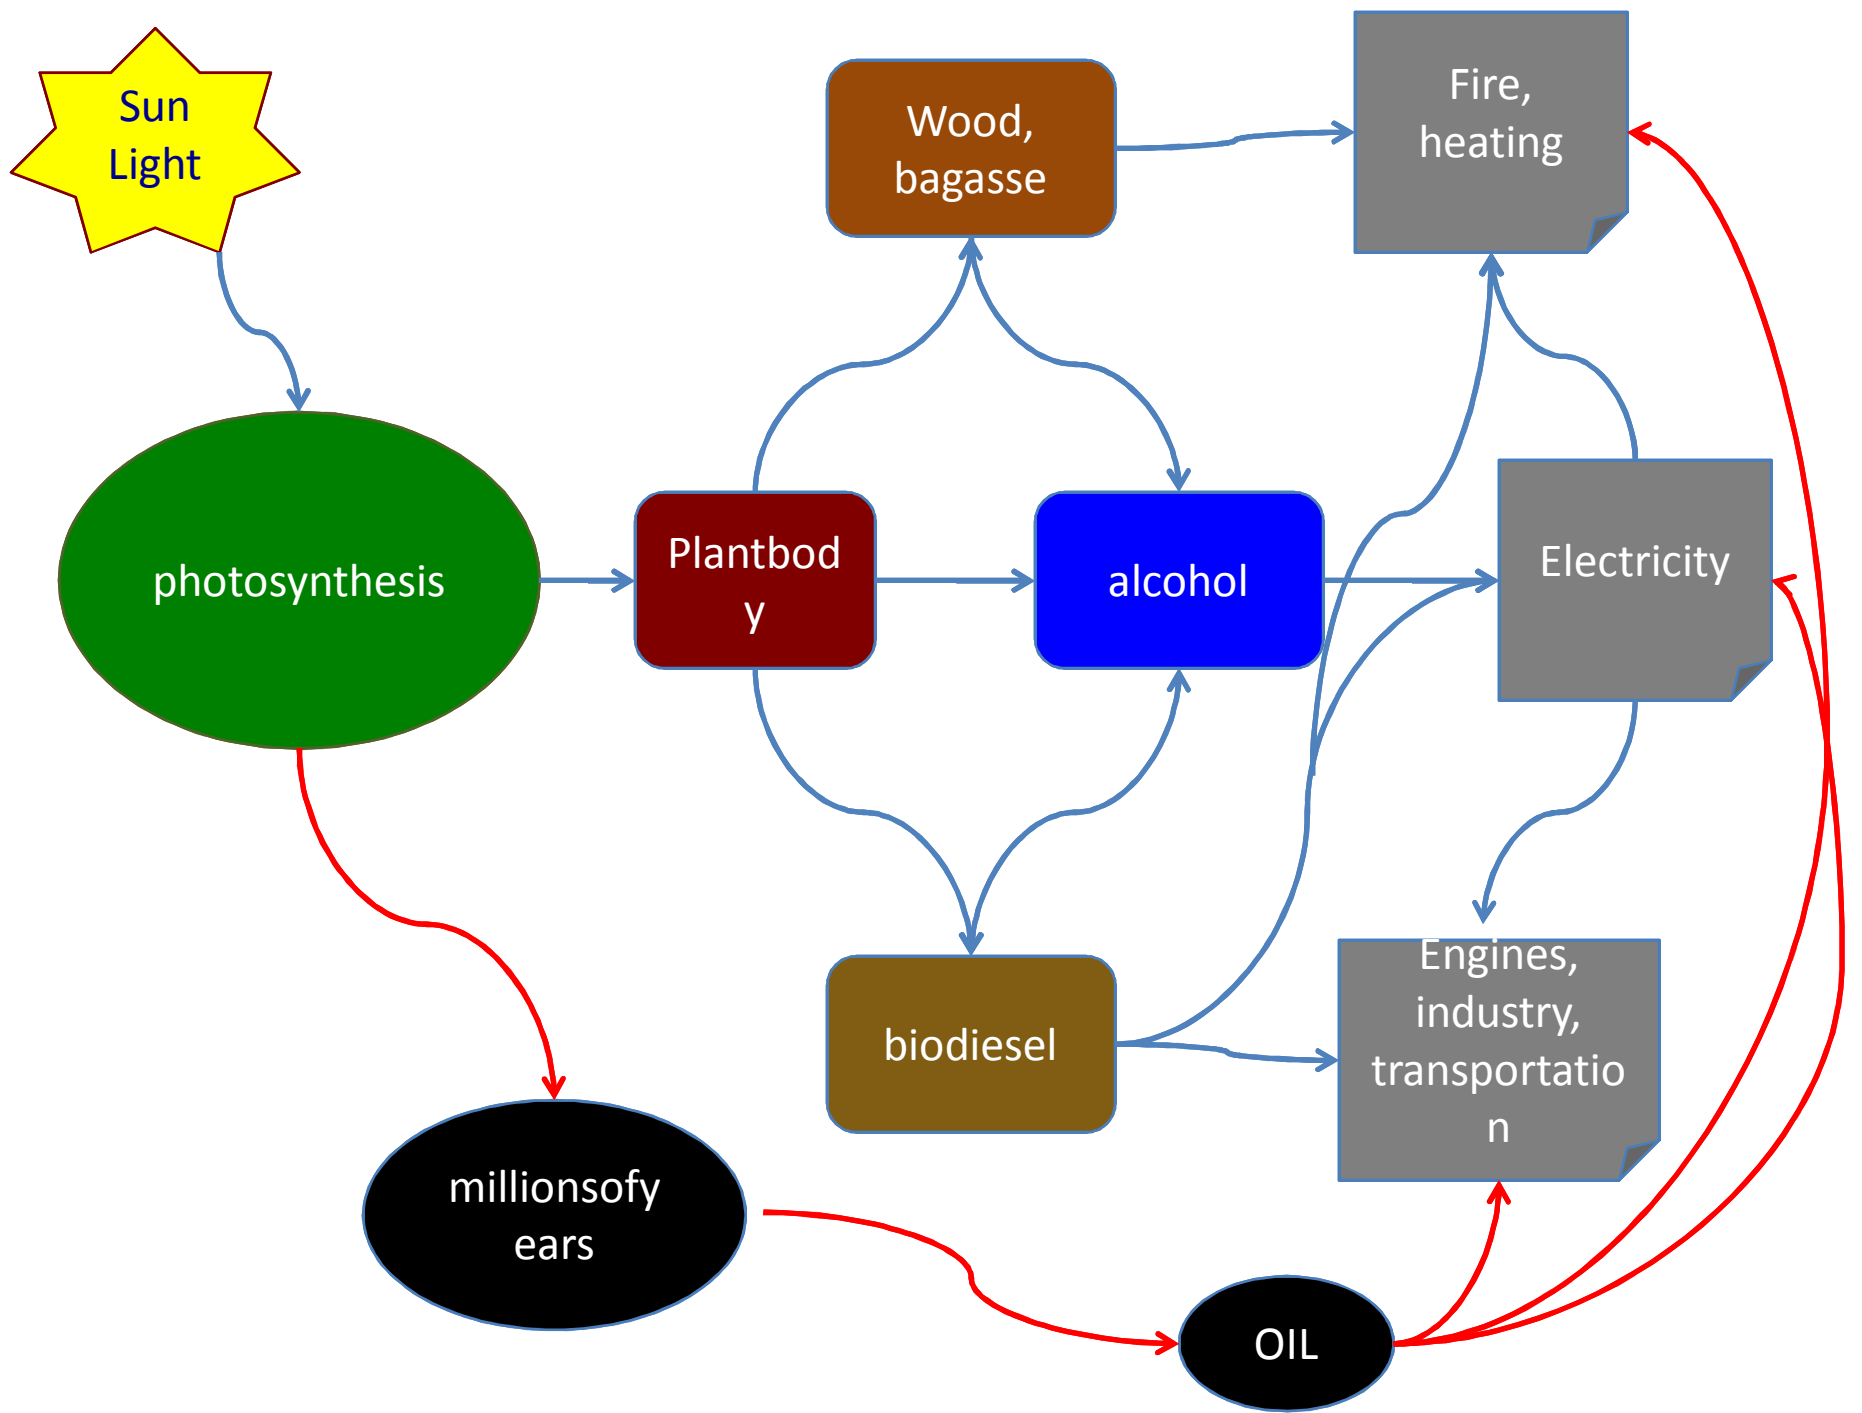 Sun
Light
Wood,
bagasse
Fire,
heating
photosynthesis
Plantbod
y
alcohol
Electricity
biodiesel
Engines,
industry,
transportatio
n
millionsofy
ears
OIL